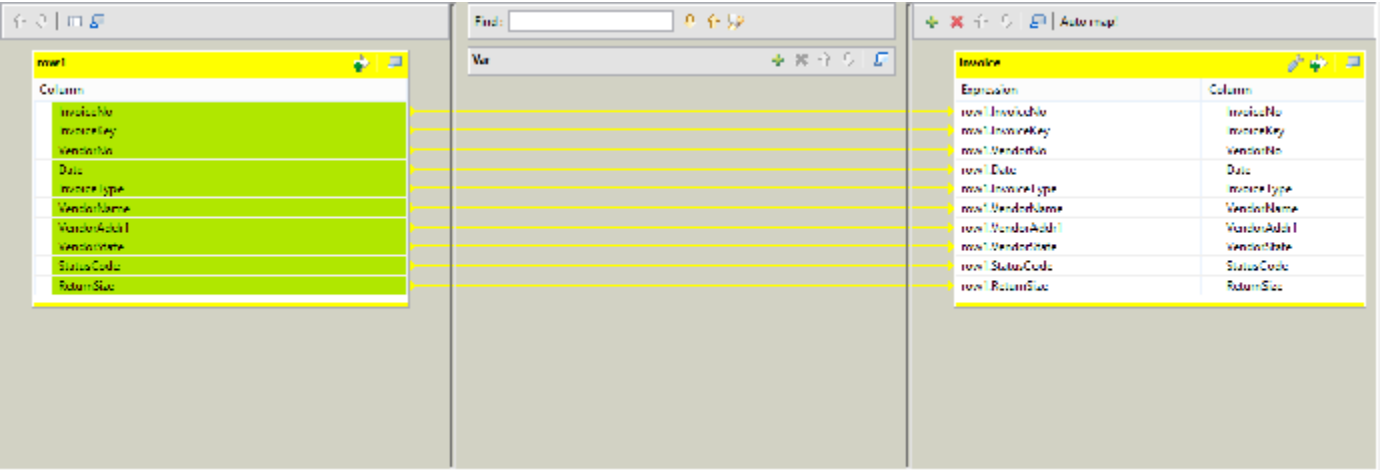 Find:
Auto map!
row1
Var
Invoice
Column
Expression Column
InvoiceNo
row1.InvoiceNo InvoiceNo
InvoiceKey
row1.InvoiceKey InvoiceKey
VendorNo
row1.VendorNo VendorNo
Date
row1.Date Date
InvoiceType
row1.InvoiceType InvoiceType
VendorName
row1.VendorName VendorName
VendorAddr1
row1.VendorAddr1 VendorAddr1
VendorState
row1.VendorState VendorState
StatusCode
row1.StatusCode StatusCode
ReturnSize
row1.ReturnSize ReturnSize